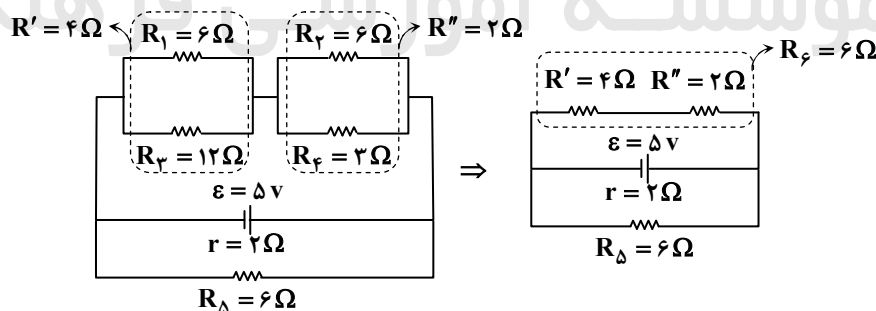 R' = ۴Ω
R₁ = ۶Ω
R₂ = ۶Ω
R'' = ۲Ω
R₃ = ۱۲Ω
R₄ = ۳Ω
ε = ۵ v
r = ۲Ω
R₅ = ۶Ω
⇒
R₆ = ۶Ω
R' = ۴Ω R'' = ۲Ω
ε = ۵ v
r = ۲Ω
R₅ = ۶Ω